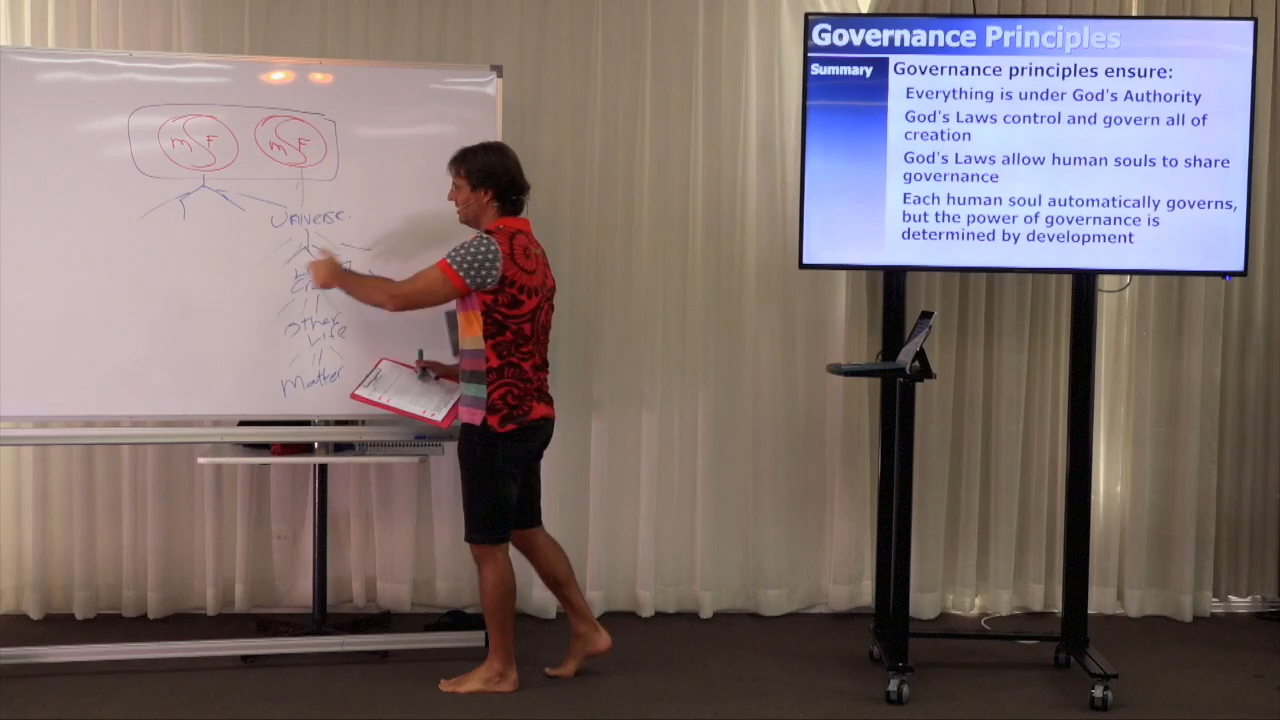 m F m F
Universe.
Other
Life
Matter
Governance Principles
Summary
Governance principles ensure:
Everything is under God's Authority
God's Laws control and govern all of
creation
God's Laws allow human souls to share
governance
Each human soul automatically governs,
but the power of governance is
determined by development